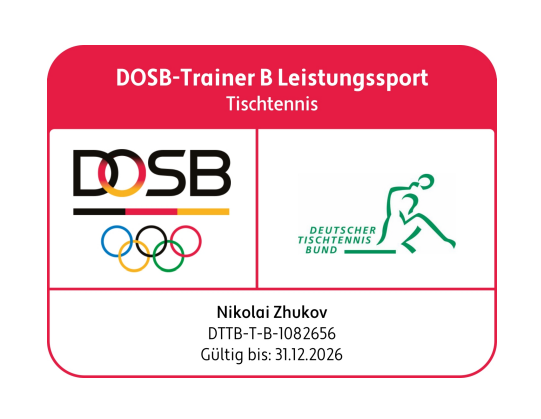 DOSB-Trainer B Leistungssport
Tischtennis
DOSB
DEUTSCHER
TISCHTENNIS
BUND
Nikolai Zhukov
DTTB-T-B-1082656
Gültig bis: 31.12.2026